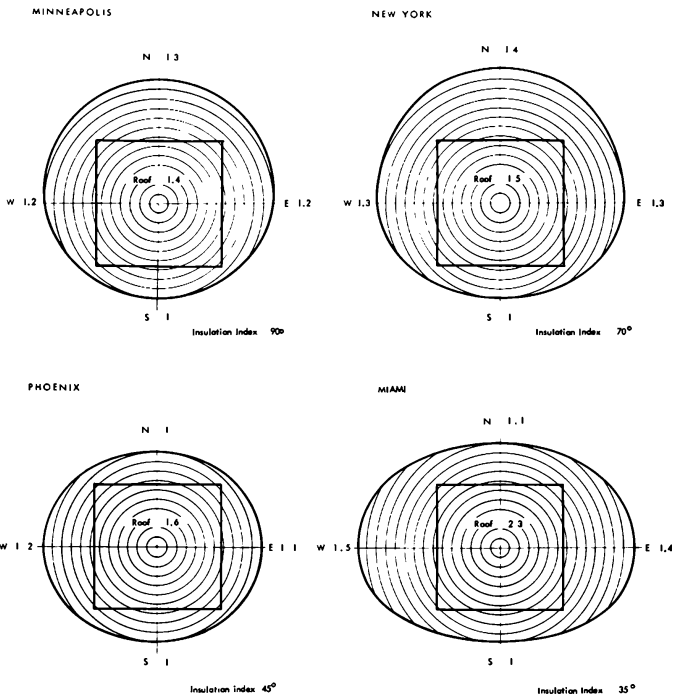 MINNEAPOLIS
N 1 3
Roof 1.4
W 1.2
E 1.2
S 1
Insulation Index 90°
NEW YORK
N 1 4
Roof 1 5
W 1.3
E 1.3
S 1
Insulation Index 70°
PHOENIX
N 1
Roof 1.6
W 1 2
E 1 1
S 1
Insulation index 45°
MIAMI
N 1.1
Roof 2 3
W 1.5
E 1.4
S 1
Insulation Index 35°